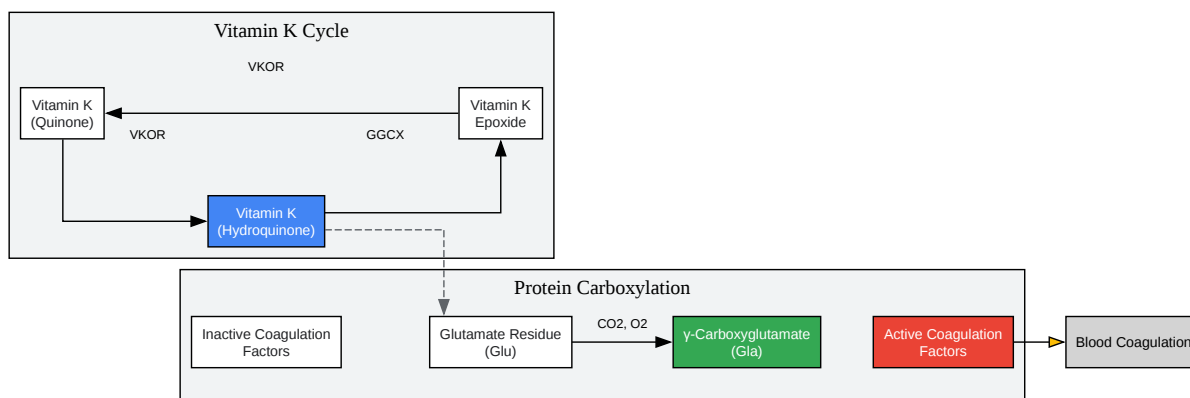 Vitamin K Cycle
VKOR
Vitamin K
(Quinone)
Vitamin K
Epoxide
VKOR
GGCX
Vitamin K
(Hydroquinone)
Protein Carboxylation
Inactive Coagulation
Factors
Glutamate Residue
(Glu)
CO2, O2
γ-Carboxyglutamate
(Gla)
Active Coagulation
Factors
Blood Coagulation